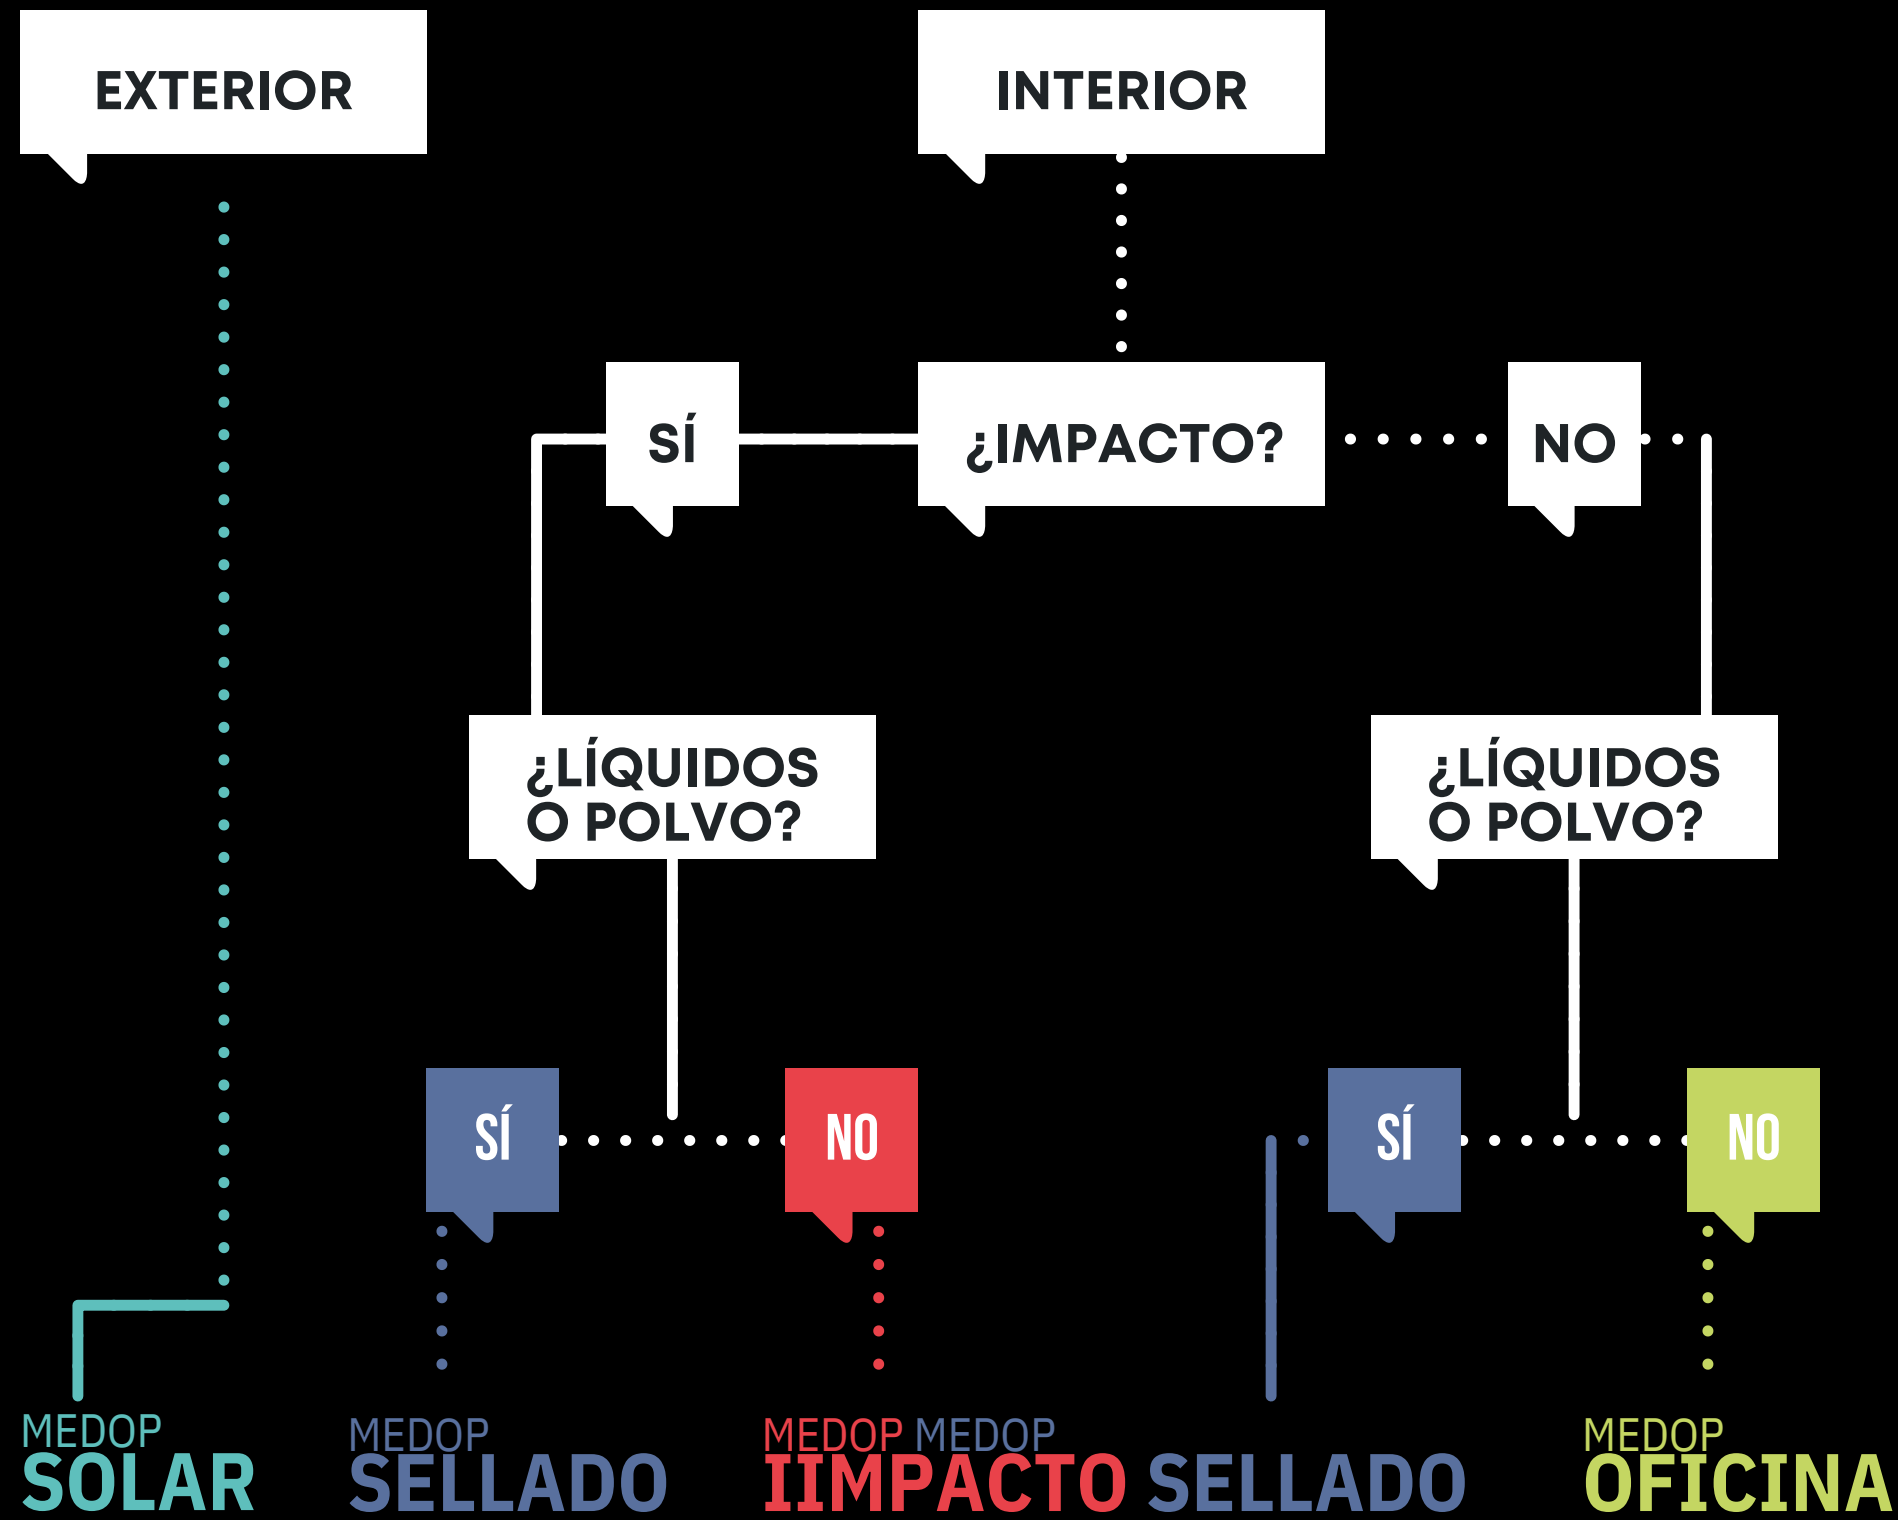 EXTERIOR
INTERIOR
SÍ
¿IMPACTO?
NO
¿LÍQUIDOS
O POLVO?
¿LÍQUIDOS
O POLVO?
SÍ
NO
SÍ
NO
MEDOP
SOLAR
MEDOP
SELLADO
MEDOP
IIMPACTO
MEDOP
SELLADO
MEDOP
OFICINA